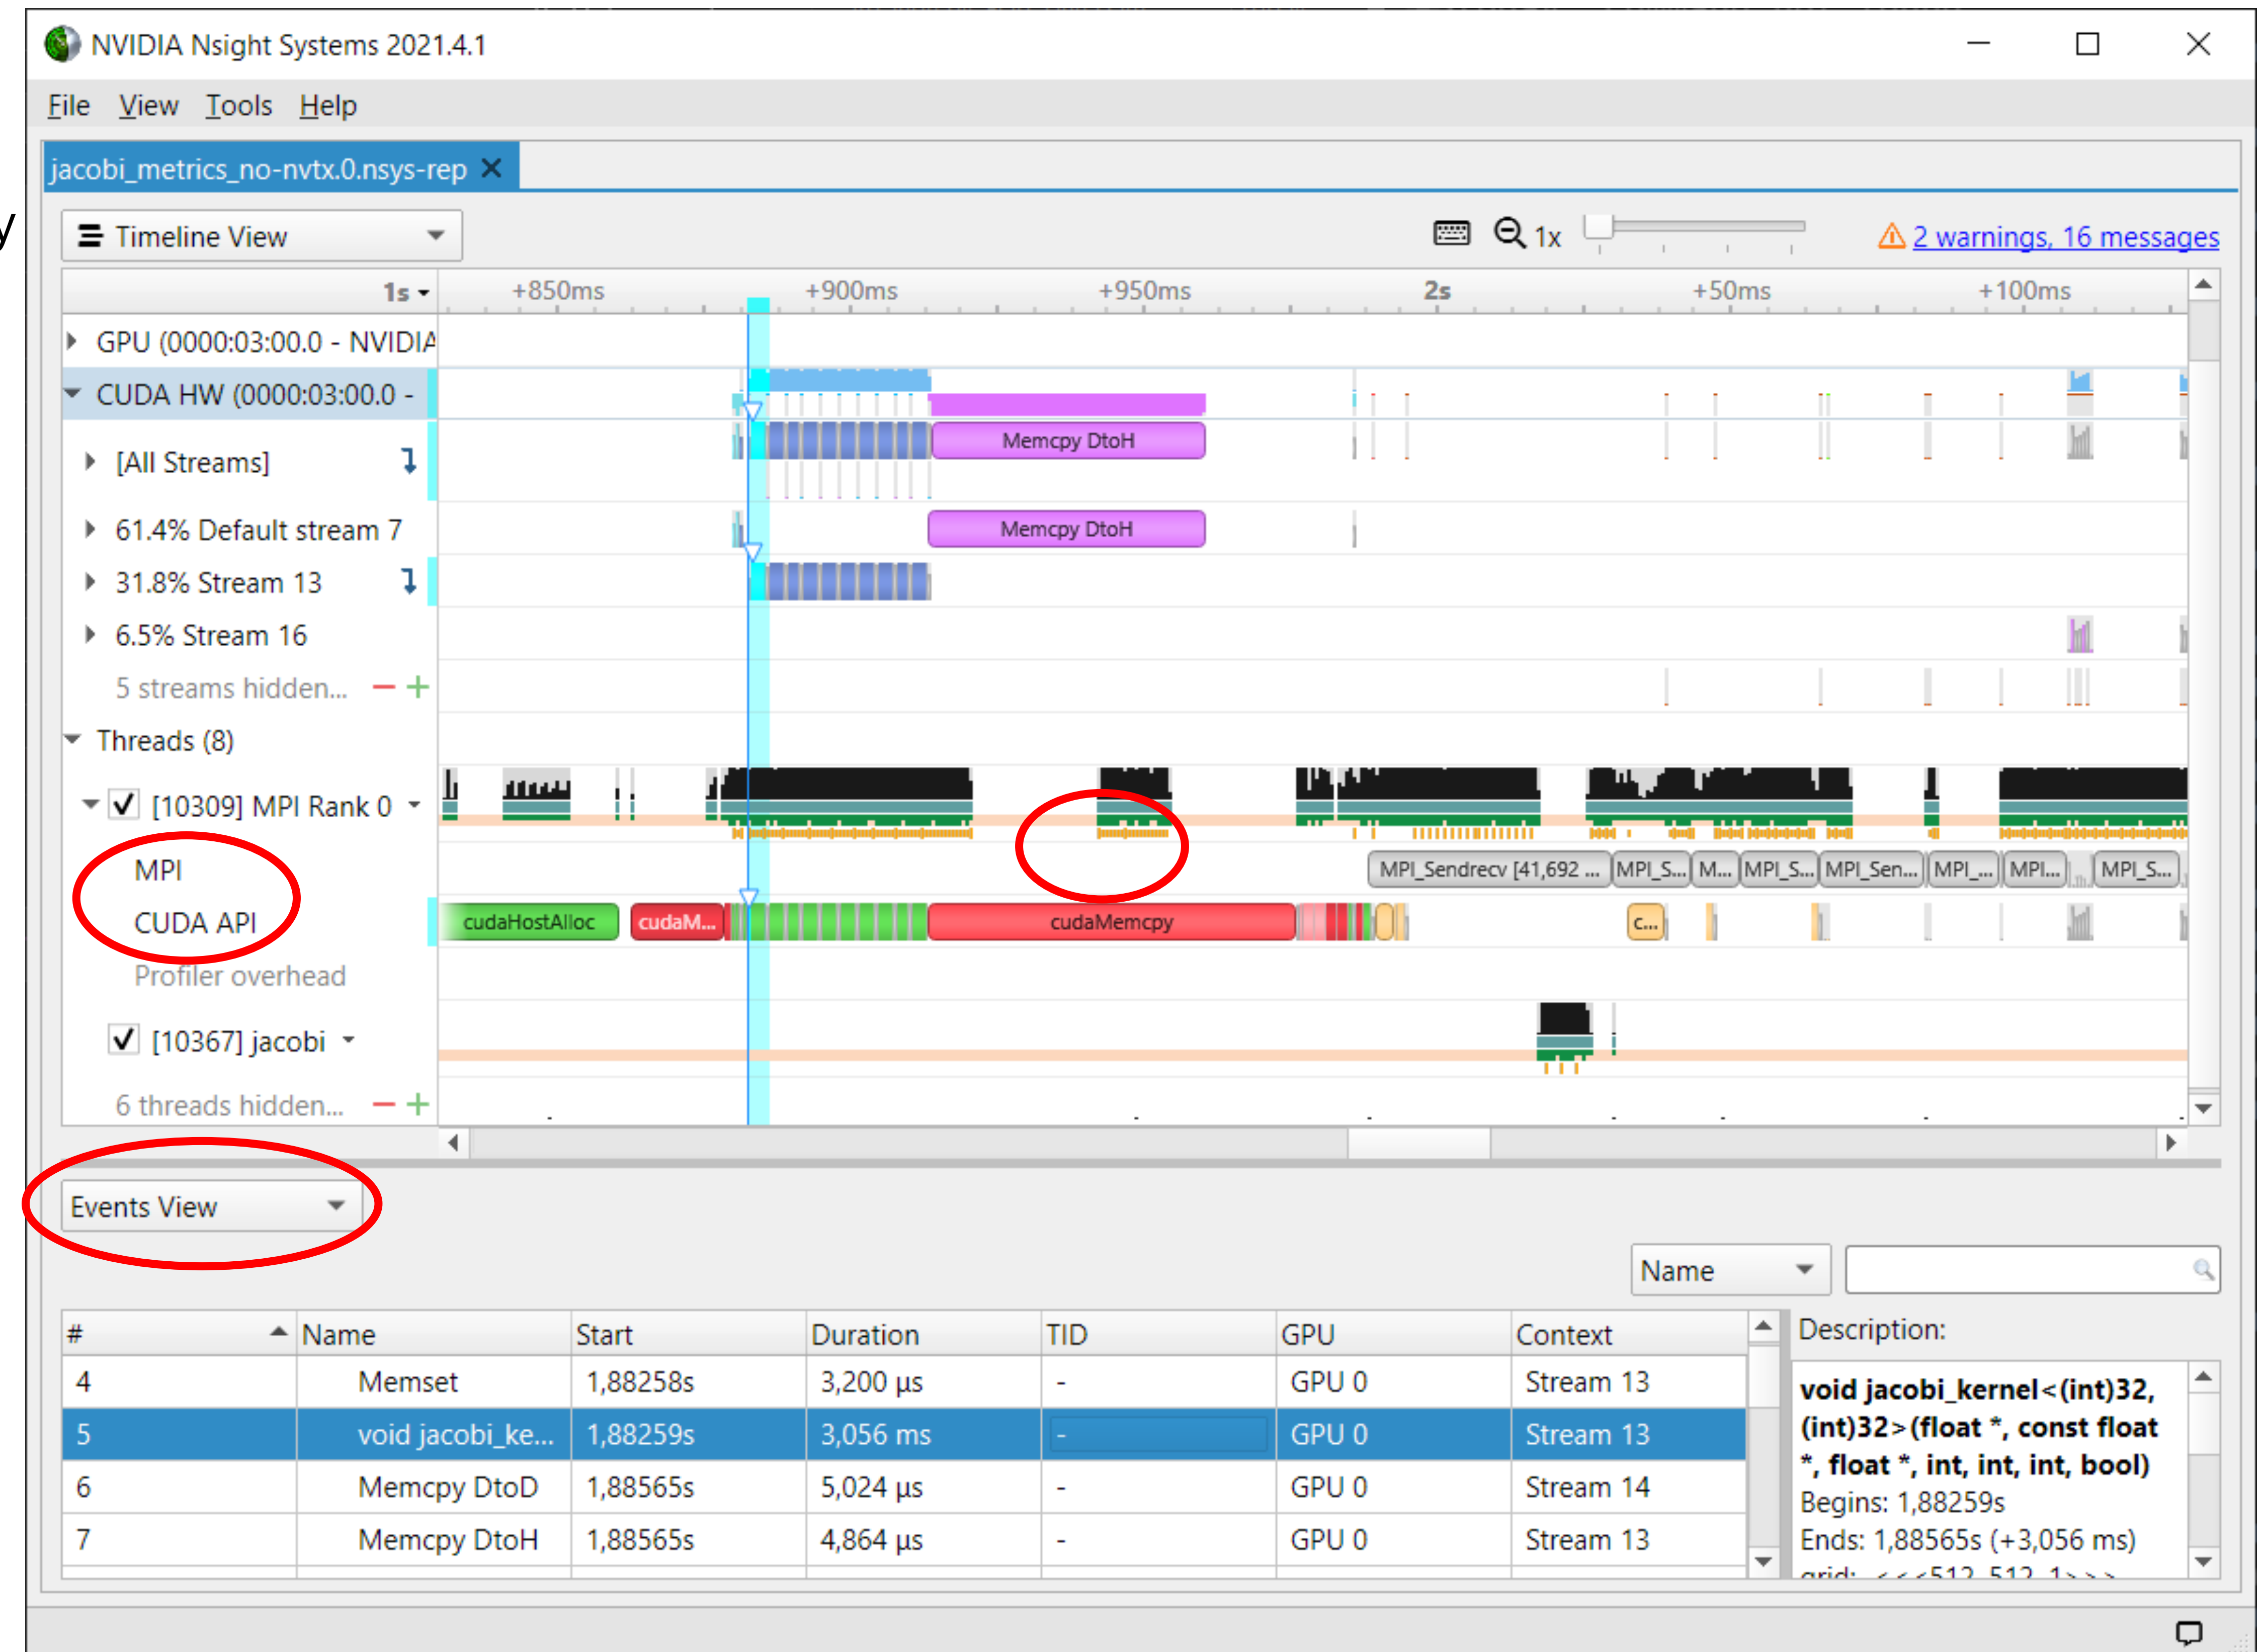 NVIDIA Nsight Systems 2021.4.1
File View Tools Help
jacobi_metrics_no-nvtx.0.nsys-rep
y
Timeline View
1x
2 warnings, 16 messages
1s
+850ms +900ms +950ms 2s +50ms +100ms
GPU (0000:03:00.0 - NVIDIA
CUDA HW (0000:03:00.0 -
[All Streams]
Memcpy DtoH
61.4% Default stream 7
Memcpy DtoH
31.8% Stream 13
6.5% Stream 16
5 streams hidden... − +
Threads (8)
[10309] MPI Rank 0
MPI
MPI_Sendrecv [41,692 ... MPI_S... M... MPI_S... MPI_Sen... MPI_... MPI... MPI_S...
CUDA API
cudaHostAlloc cudaM... cudaMemcpy c...
Profiler overhead
[10367] jacobi
6 threads hidden... − +
Events View
Name
# Name Start Duration TID GPU Context
4 Memset 1,88258s 3,200 μs - GPU 0 Stream 13
5 void jacobi_ke... 1,88259s 3,056 ms - GPU 0 Stream 13
6 Memcpy DtoD 1,88565s 5,024 μs - GPU 0 Stream 14
7 Memcpy DtoH 1,88565s 4,864 μs - GPU 0 Stream 13
Description:
void jacobi_kernel<(int)32,
(int)32>(float *, const float
*, float *, int, int, int, bool)
Begins: 1,88259s
Ends: 1,88565s (+3,056 ms)
grid: <<<512, 512, 1>>>